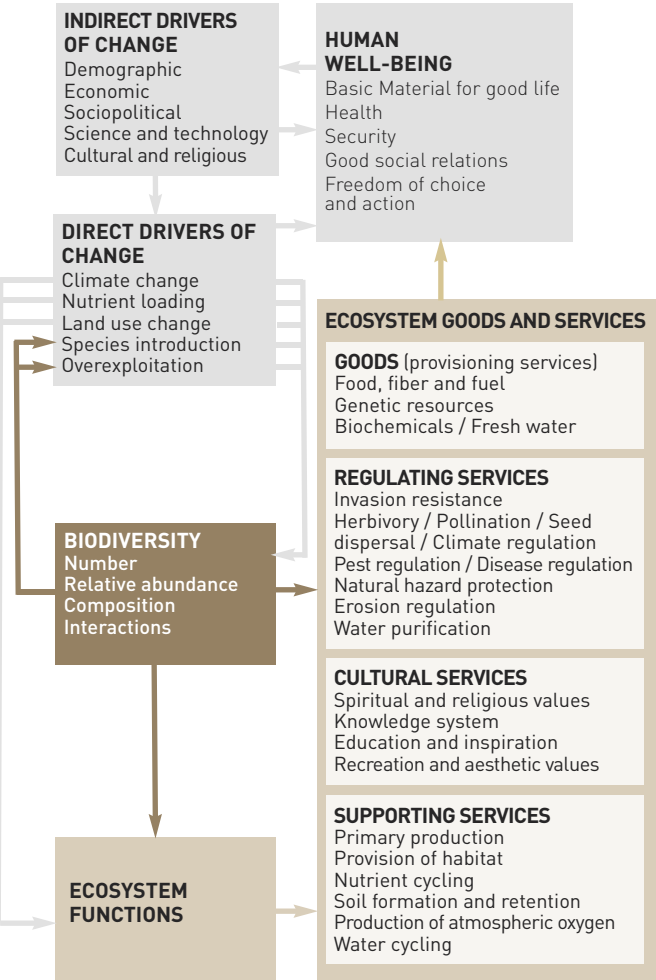 INDIRECT DRIVERS
OF CHANGE
Demographic
Economic
Sociopolitical
Science and technology
Cultural and religious
HUMAN
WELL-BEING
Basic Material for good life
Health
Security
Good social relations
Freedom of choice
and action
DIRECT DRIVERS OF
CHANGE
Climate change
Nutrient loading
Land use change
Species introduction
Overexploitation
ECOSYSTEM GOODS AND SERVICES
GOODS (provisioning services)
Food, fiber and fuel
Genetic resources
Biochemicals / Fresh water
REGULATING SERVICES
Invasion resistance
Herbivory / Pollination / Seed
dispersal / Climate regulation
Pest regulation / Disease regulation
Natural hazard protection
Erosion regulation
Water purification
BIODIVERSITY
Number
Relative abundance
Composition
Interactions
CULTURAL SERVICES
Spiritual and religious values
Knowledge system
Education and inspiration
Recreation and aesthetic values
SUPPORTING SERVICES
Primary production
Provision of habitat
Nutrient cycling
Soil formation and retention
Production of atmospheric oxygen
Water cycling
ECOSYSTEM
FUNCTIONS